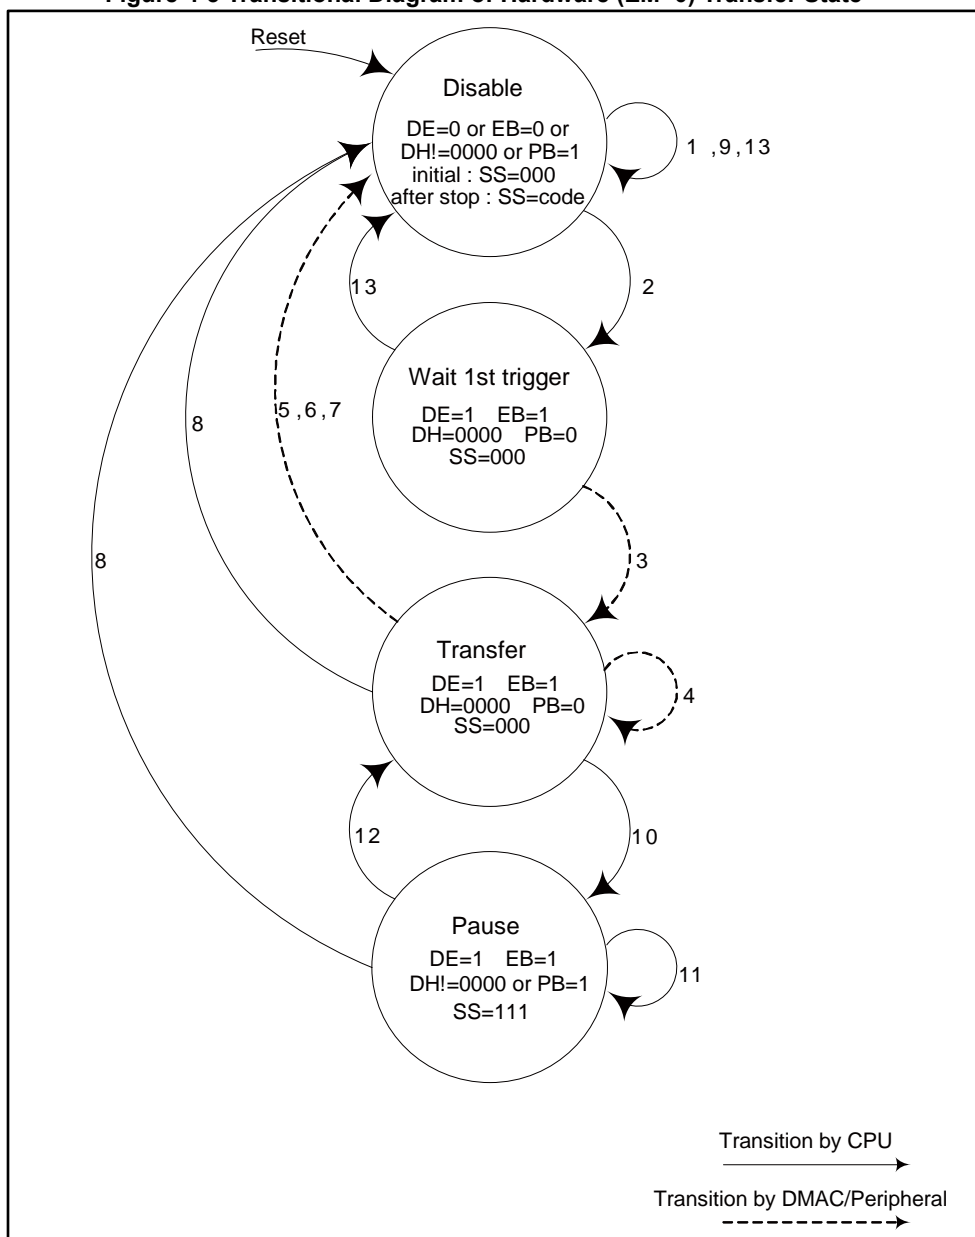 Reset
Disable
DE=0 or EB=0 or
DH!=0000 or PB=1
initial : SS=000
after stop : SS=code
1 ,9,13
13
2
Wait 1st trigger
DE=1 EB=1
DH=0000 PB=0
SS=000
5,6,7
8
8
3
Transfer
DE=1 EB=1
DH=0000 PB=0
SS=000
4
12
10
Pause
DE=1 EB=1
DH!=0000 or PB=1
SS=111
11
Transition by CPU
Transition by DMAC/Peripheral